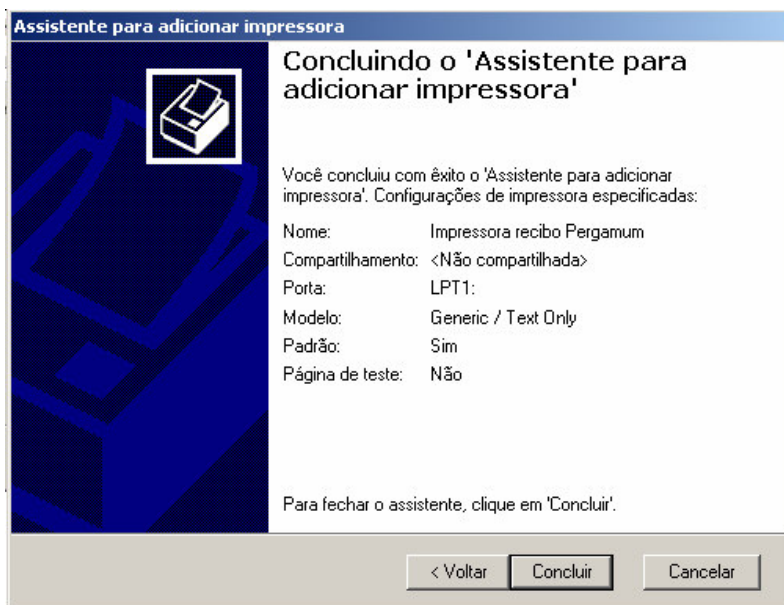 Assistente para adicionar impressora
Concluindo o 'Assistente para
adicionar impressora'
Você concluiu com êxito o 'Assistente para adicionar
impressora'. Configurações de impressora especificadas:
Nome: Impressora recibo Pergamum
Compartilhamento: <Não compartilhada>
Porta: LPT1:
Modelo: Generic / Text Only
Padrão: Sim
Página de teste: Não
Para fechar o assistente, clique em 'Concluir'.
< Voltar Concluir Cancelar